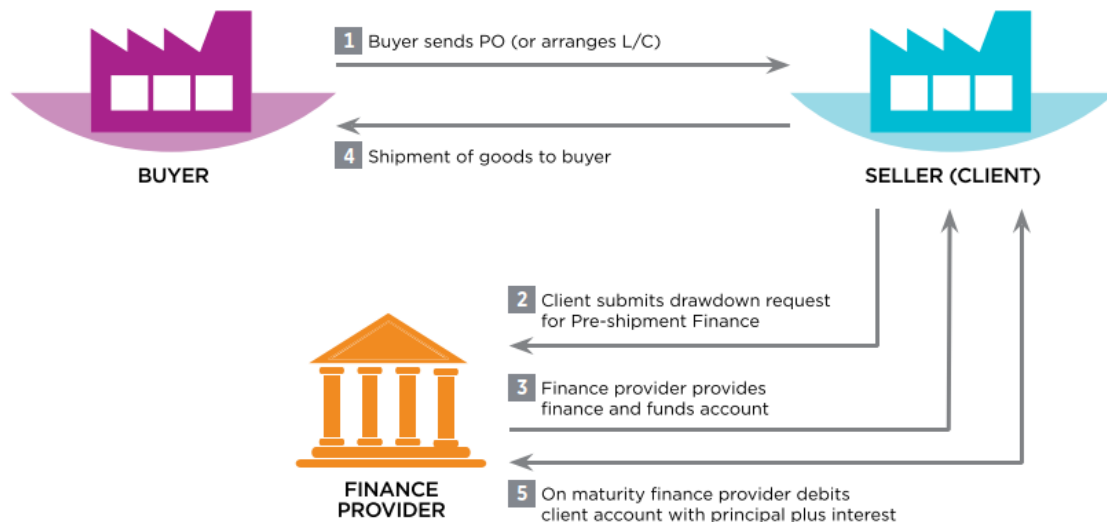 1 Buyer sends PO (or arranges L/C)
4 Shipment of goods to buyer
BUYER
SELLER (CLIENT)
2 Client submits drawdown request
for Pre-shipment Finance
3 Finance provider provides
finance and funds account
FINANCE
PROVIDER
5 On maturity finance provider debits
client account with principal plus interest